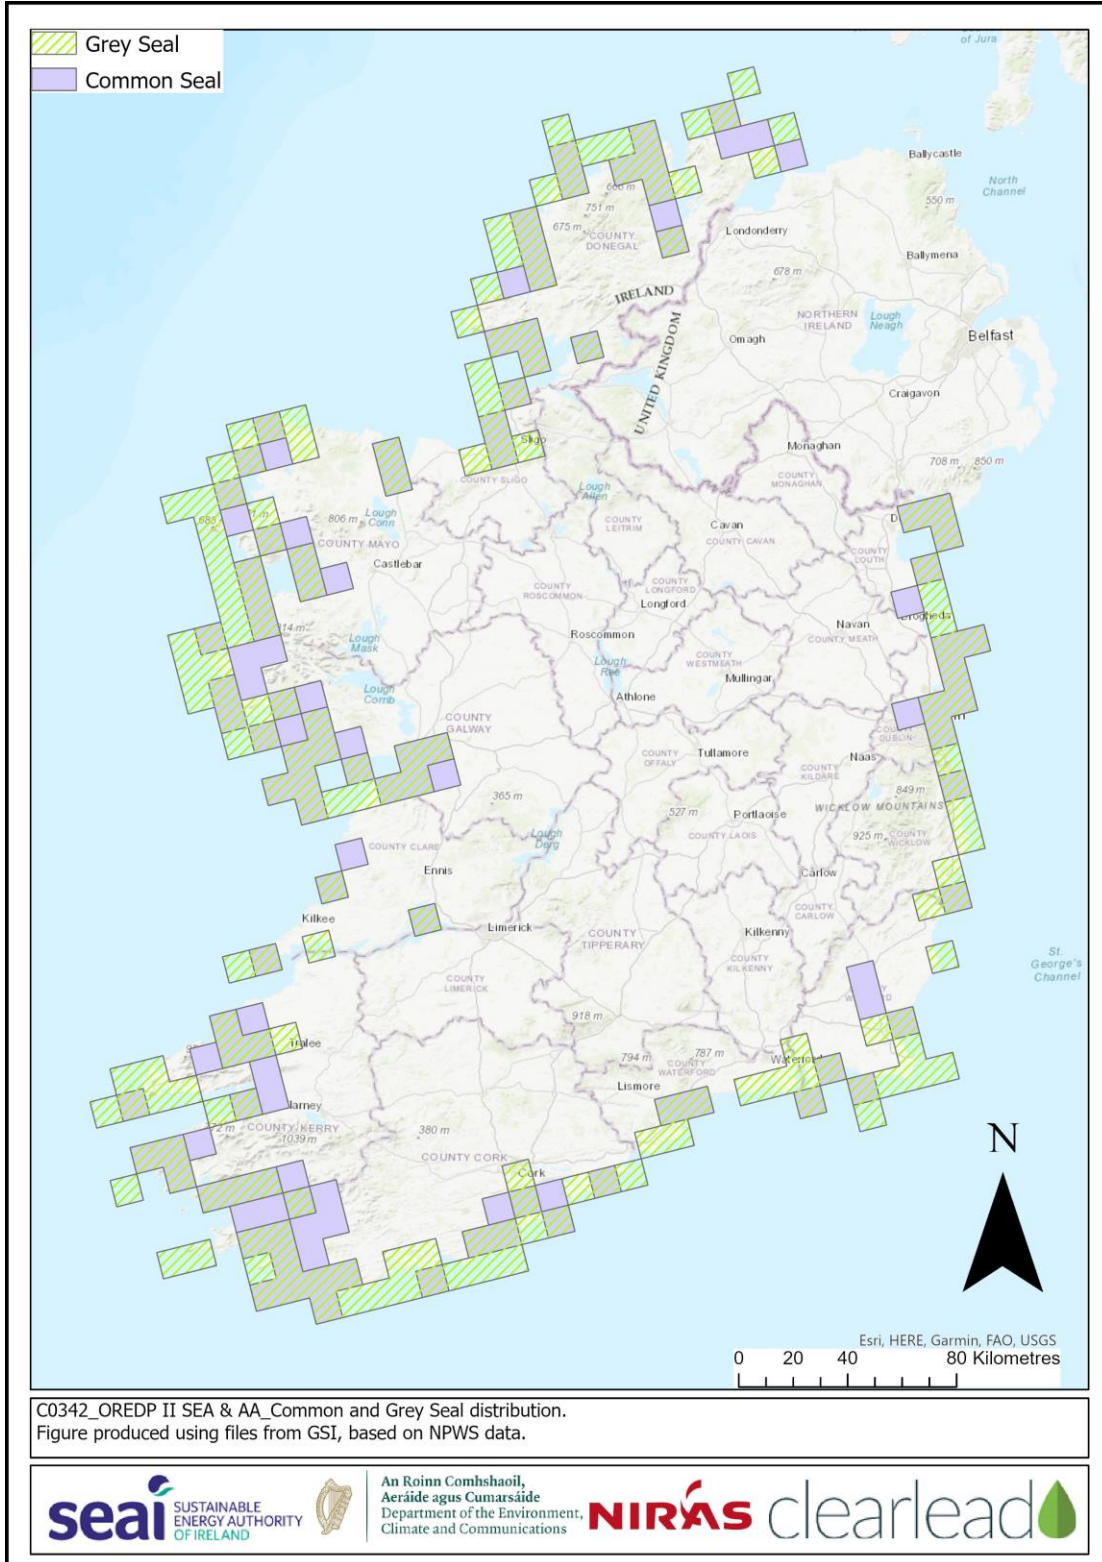 Grey Seal
Common Seal
of Jura
Ballycastle
North
Channel
550 m
666 m
751 m
675 m
COUNTY
DONEGAL
Londonderry
Ballymena
678 m
IRELAND
NORTHERN
IRELAND
Lough
Neagh
Belfast
UNITED KINGDOM
Omagh
Craigavon
Monaghan
COUNTY
MONAGHAN
708 m
850 m
Sligo
COUNTY SLIGO
Lough
Allen
COUNTY
LEITRIM
Cavan
COUNTY CAVAN
COUNTY
LOUTH
806 m
Lough
Conn
COUNTY MAYO
Castlebar
COUNTY
ROSCOMMON
COUNTY
LONGFORD
Longford
Navan
COUNTY MEATH
Drogheda
814 m
Lough
Mask
Roscommon
Lough
Ree
COUNTY
WESTMEATH
Mullingar
Lough
Corrib
Athlone
COUNTY
GALWAY
COUNTY
OFFALY
Tullamore
COUNTY
KILDARE
Naas
COUNTY
DUBLIN
365 m
527 m
Portlaoise
849 m
WICKLOW MOUNTAINS
COUNTY LAOIS
925 m
COUNTY
WICKLOW
Lough
Derg
COUNTY CLARE
Ennis
Carlow
COUNTY
CARLOW
Kilkee
Limerick
COUNTY
TIPPERARY
Kilkenny
COUNTY
KILKENNY
St.
George's
Channel
COUNTY
LIMERICK
918 m
Tralee
794 m
787 m
COUNTY
WATERFORD
Waterford
Lismore
Killarney
COUNTY KERRY
1039 m
380 m
COUNTY CORK
Cork
N
Esri, HERE, Garmin, FAO, USGS
0 20 40 80 Kilometres
C0342_OREDP II SEA & AA_Common and Grey Seal distribution.
Figure produced using files from GSI, based on NPWS data.
seai SUSTAINABLE
ENERGY AUTHORITY
OF IRELAND
An Roinn Comhshaoil,
Aeráide agus Cumarsáide
Department of the Environment,
Climate and Communications
NIRÁS
clearlead